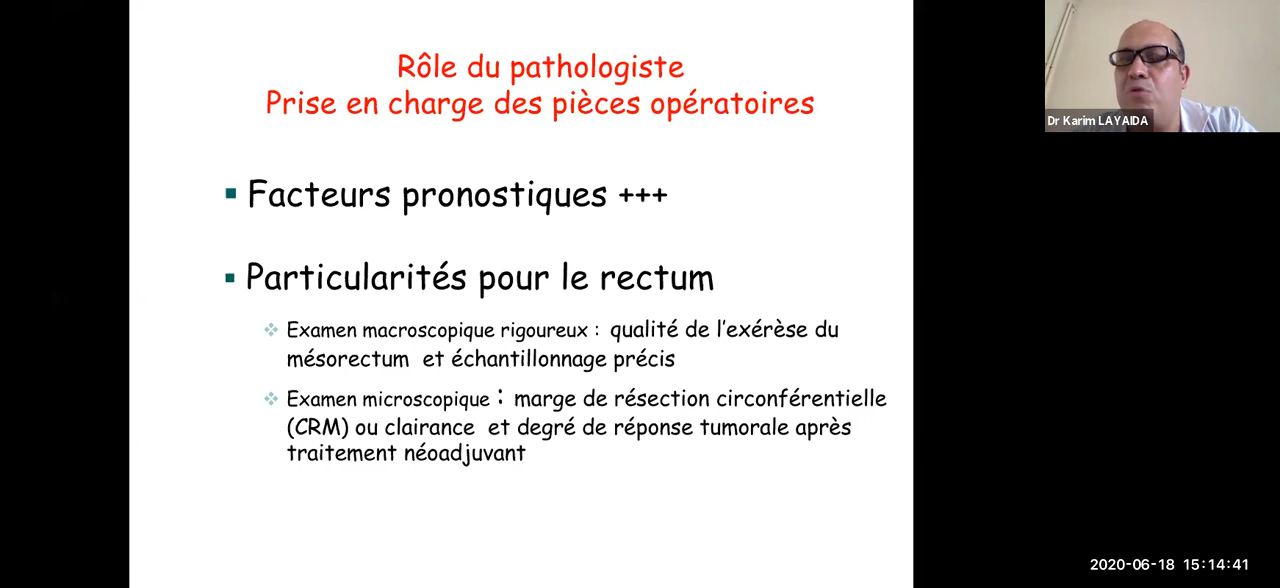 Rôle du pathologiste
Prise en charge des pièces opératoires
Facteurs pronostiques +++
Particularités pour le rectum
Examen macroscopique rigoureux : qualité de l'exérèse du
mésorectum et échantillonnage précis
Examen microscopique : marge de résection circonférentielle
(CRM) ou clairance et degré de réponse tumorale après
traitement néoadjuvant
Dr Karim LAYAIDA
2020-06-18 15:14:41